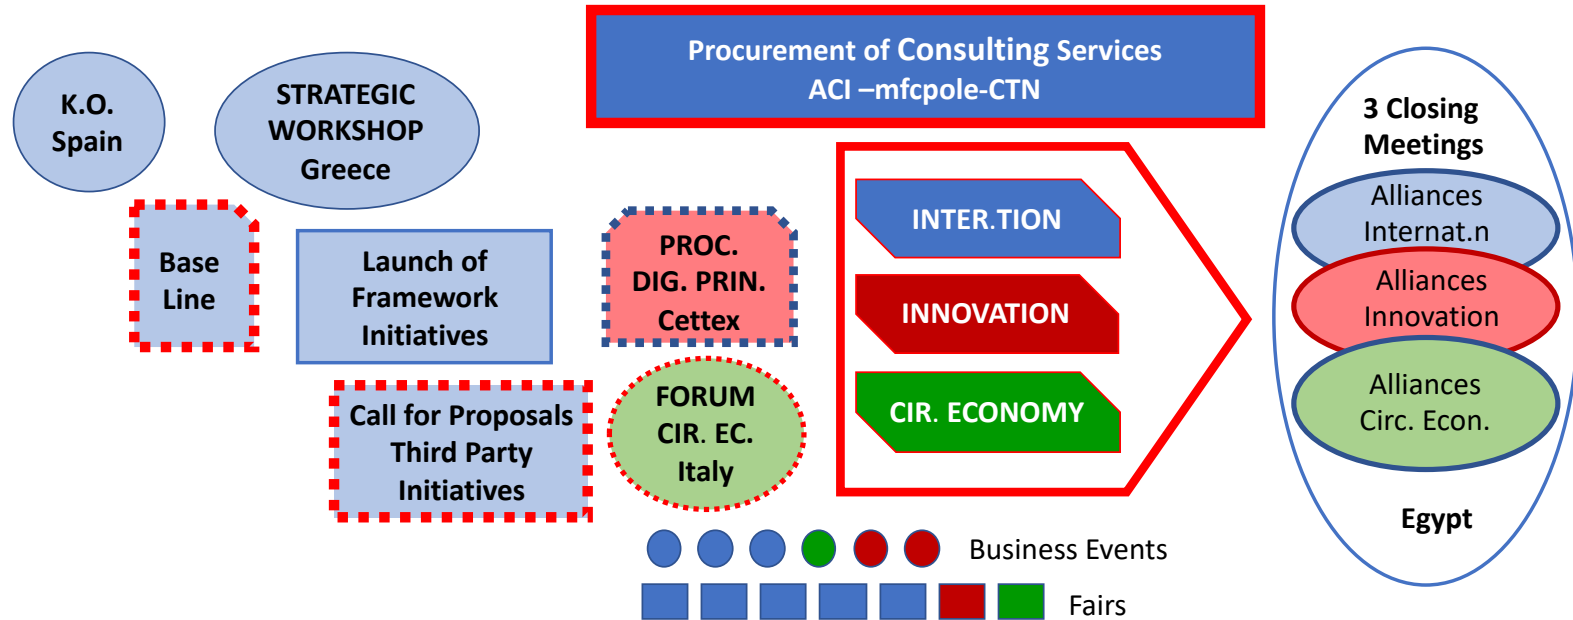 K.O.
Spain
STRATEGIC
WORKSHOP
Greece
Procurement of Consulting Services
ACI –mfcpole-CTN
Base
Line
Launch of
Framework
Initiatives
Call for Proposals
Third Party
Initiatives
PROC.
DIG. PRIN.
Cettex
FORUM
CIR. EC.
Italy
INTER.TION
INNOVATION
CIR. ECONOMY
3 Closing
Meetings
Alliances
Internat.n
Alliances
Innovation
Alliances
Circ. Econ.
Egypt
Business Events
Fairs